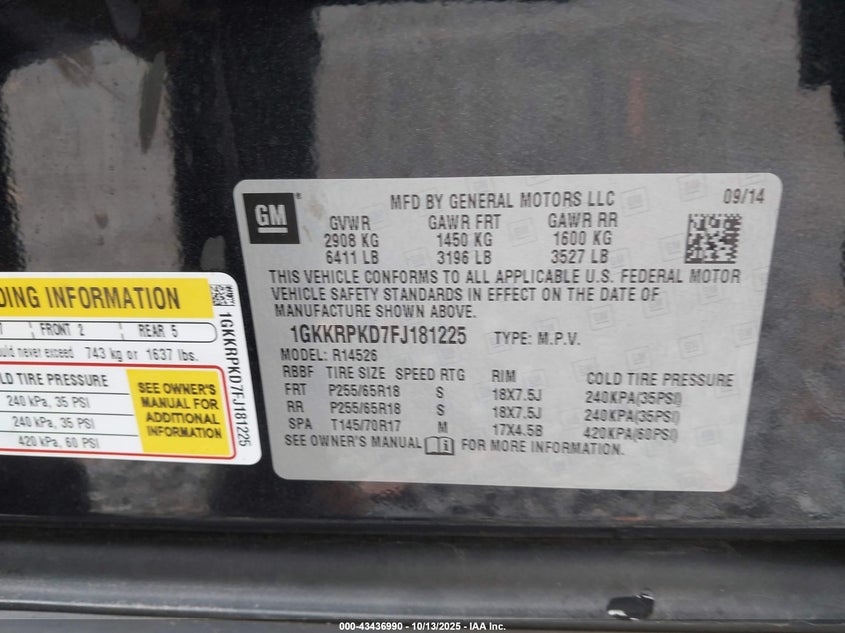 GM
®
MFD BY GENERAL MOTORS LLC
09/14
GVWR GAWR FRT GAWR RR
2908 KG 1450 KG 1600 KG
6411 LB 3196 LB 3527 LB
THIS VEHICLE CONFORMS TO ALL APPLICABLE U.S. FEDERAL MOTOR
VEHICLE SAFETY STANDARDS IN EFFECT ON THE DATE OF
MANUFACTURE SHOWN ABOVE.
1GKKRPKD7FJ181225 TYPE: M.P.V.
MODEL: R14526
RBBF TIRE SIZE SPEED RTG RIM COLD TIRE PRESSURE
FRT P255/65R18 S 18X7.5J 240KPA(35PSI)
RR P255/65R18 S 18X7.5J 240KPA(35PSI)
SPA T145/70R17 M 17X4.5B 420KPA(60PSI)
SEE OWNER'S MANUAL FOR MORE INFORMATION.
DING INFORMATION
FRONT 2 REAR 5
ould never exceed 743 kg or 1637 lbs.
OLD TIRE PRESSURE
240 kPa, 35 PSI
240 kPa, 35 PSI
420 kPa, 60 PSI
SEE OWNER'S
MANUAL FOR
ADDITIONAL
INFORMATION
1GKKRPKD7FJ181225
000-43436990 - 10/13/2025 - IAA Inc.